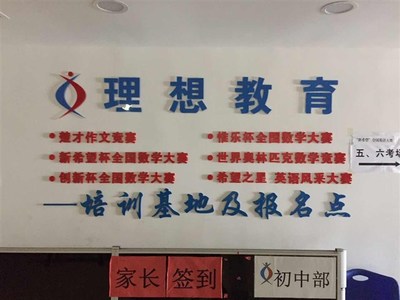 理想教育
楚才作文竞赛
新希望杯全国数学大赛
创新杯全国数学大赛
惟乐杯全国数学大赛
世界奥林匹克数学竞赛
希望之星 英语风采大赛
——培训基地及报名点
五、六考场
家长
签到
初中部